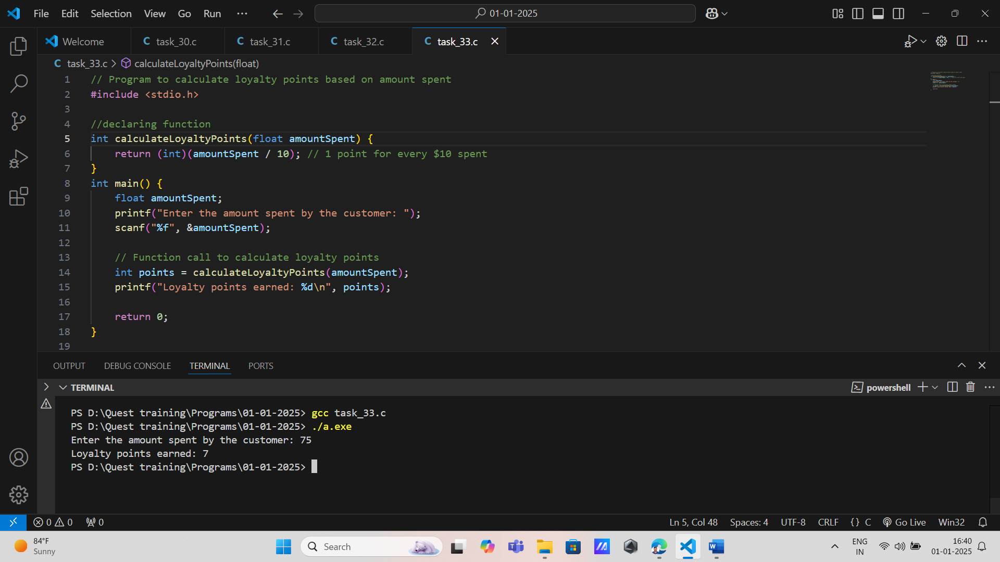 File Edit Selection View Go Run ··· 01-01-2025
Welcome task_30.c task_31.c task_32.c task_33.c
C task_33.c > calculateLoyaltyPoints(float)
1 // Program to calculate loyalty points based on amount spent
2 #include <stdio.h>
3
4 //declaring function
5 int calculateLoyaltyPoints(float amountSpent) {
6     return (int)(amountSpent / 10); // 1 point for every $10 spent
7 }
8 int main() {
9     float amountSpent;
10     printf("Enter the amount spent by the customer: ");
11     scanf("%f", &amountSpent);
12
13     // Function call to calculate loyalty points
14     int points = calculateLoyaltyPoints(amountSpent);
15     printf("Loyalty points earned: %d\n", points);
16
17     return 0;
18 }
19
OUTPUT DEBUG CONSOLE TERMINAL PORTS
TERMINAL powershell
PS D:\Quest training\Programs\01-01-2025> gcc task_33.c
PS D:\Quest training\Programs\01-01-2025> ./a.exe
Enter the amount spent by the customer: 75
Loyalty points earned: 7
PS D:\Quest training\Programs\01-01-2025>
0 0 0 Ln 5, Col 48 Spaces: 4 UTF-8 CRLF {} C Go Live Win32
84°F
Sunny
Search
ENG
IN
16:40
01-01-2025